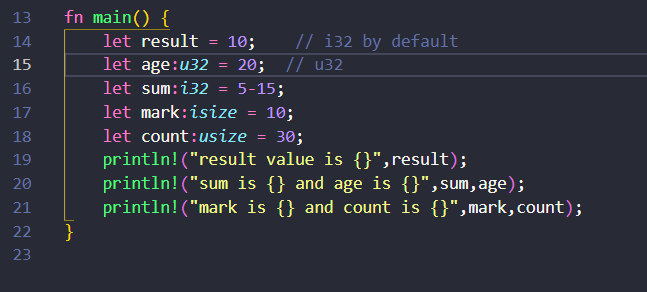 13 fn main() {
14 let result = 10;    // i32 by default
15 let age:u32 = 20;  // u32
16 let sum:i32 = 5-15;
17 let mark:isize = 10;
18 let count:usize = 30;
19 println!("result value is {}",result);
20 println!("sum is {} and age is {}",sum,age);
21 println!("mark is {} and count is {}",mark,count);
22 }
23